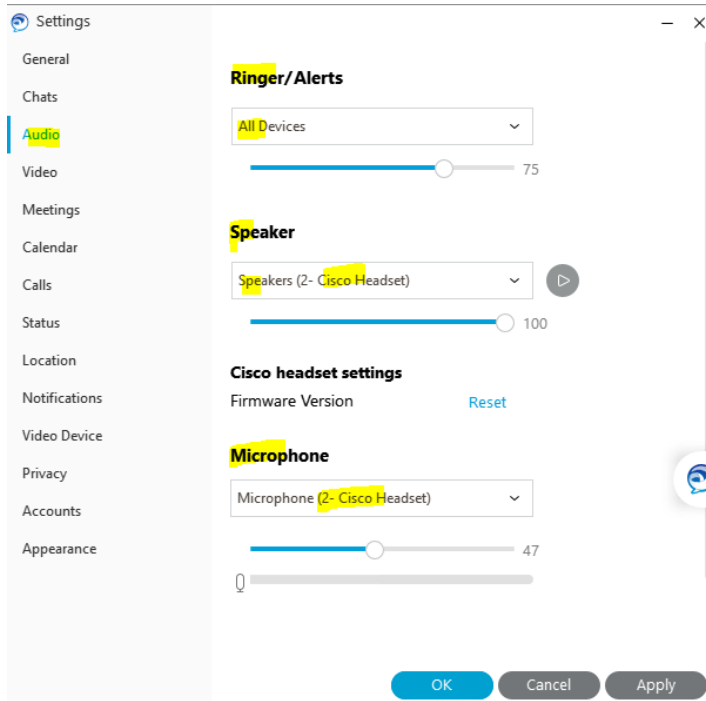 Settings
General
Chats
Audio
Video
Meetings
Calendar
Calls
Status
Location
Notifications
Video Device
Privacy
Accounts
Appearance
Ringer/Alerts
All Devices
75
Speaker
Speakers (2- Cisco Headset)
100
Cisco headset settings
Firmware Version Reset
Microphone
Microphone (2- Cisco Headset)
47
OK Cancel Apply